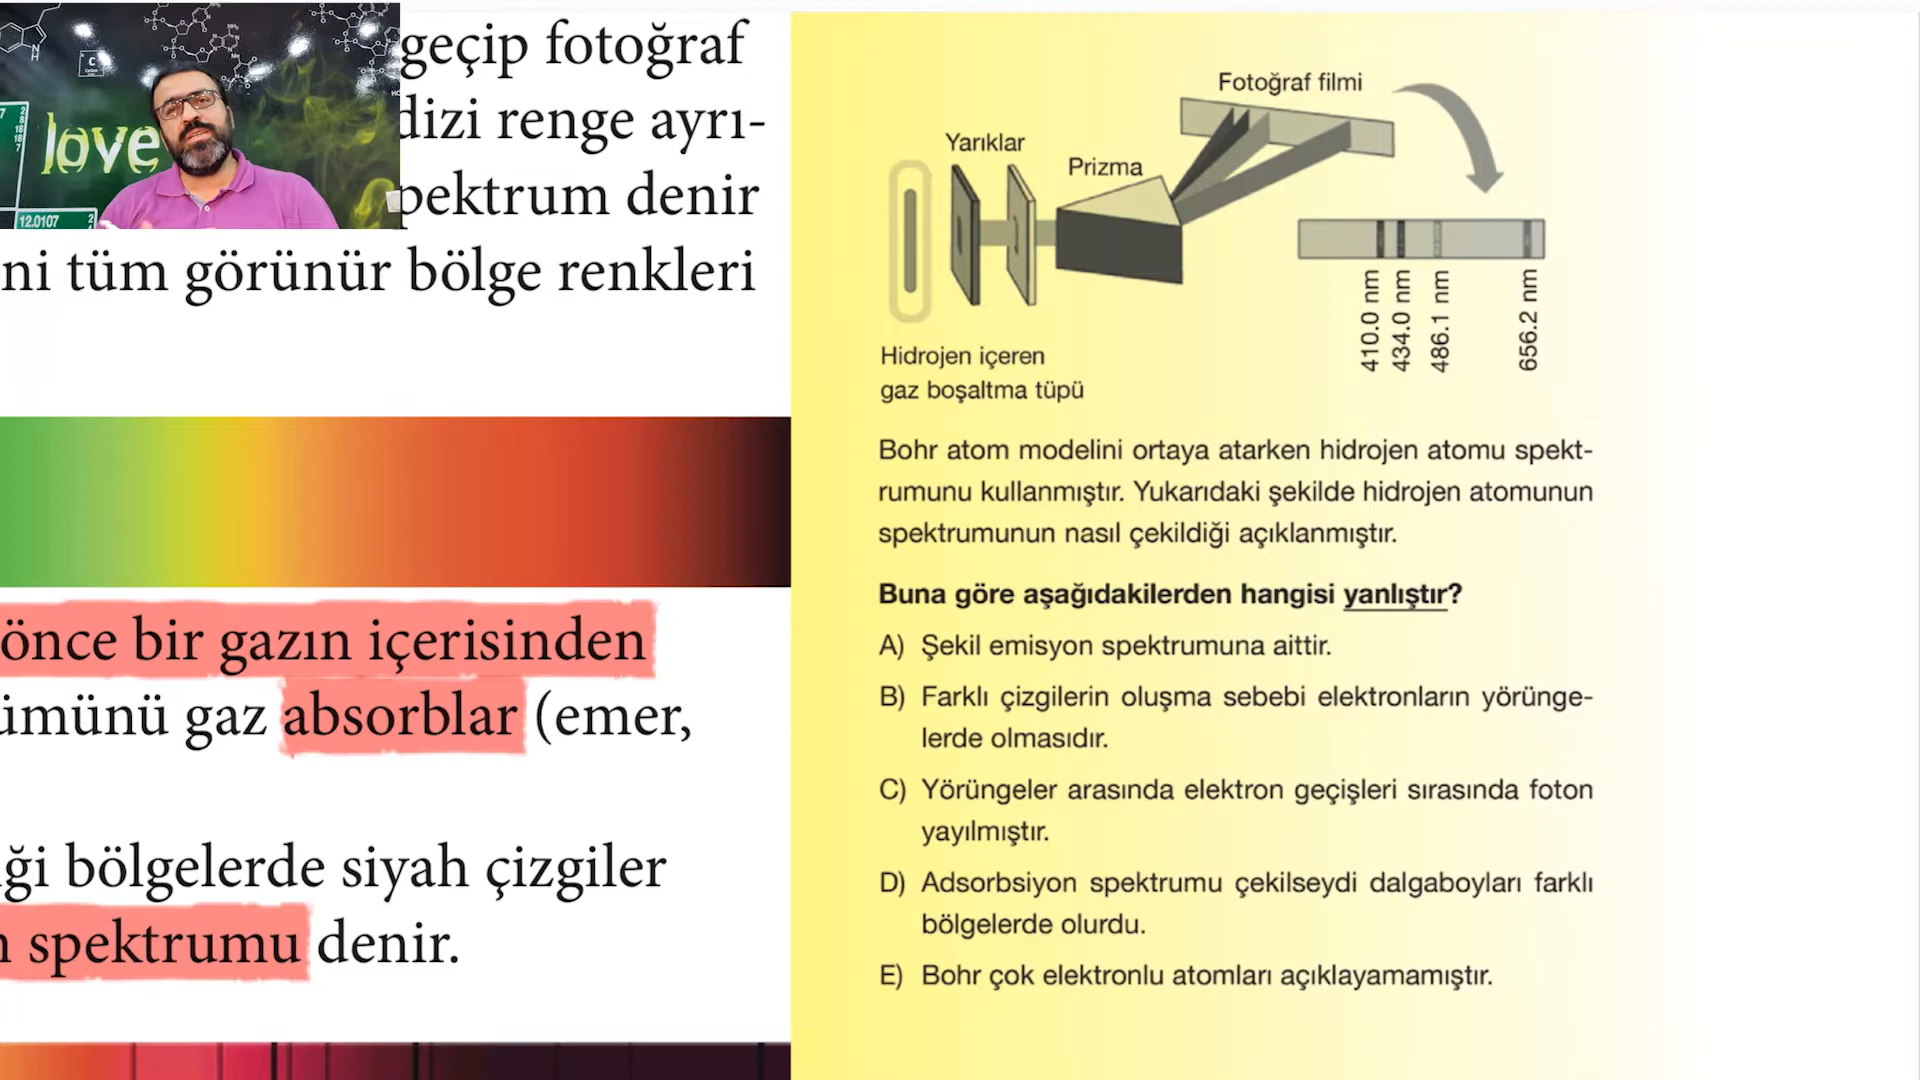 love
C
12.0107
2
geçip fotoğraf
dizi renge ayrı-
pektrum denir
ni tüm görünür bölge renkleri
önce bir gazın içerisinden
ümünü gaz absorblar (emer,
ği bölgelerde siyah çizgiler
n spektrumu denir.
Fotoğraf filmi
Yarıklar
Prizma
410.0 nm
434.0 nm
486.1 nm
656.2 nm
Hidrojen içeren
gaz boşaltma tüpü
Bohr atom modelini ortaya atarken hidrojen atomu spekt-
rumunu kullanmıştır. Yukarıdaki şekilde hidrojen atomunun
spektrumunun nasıl çekildiği açıklanmıştır.
Buna göre aşağıdakilerden hangisi yanlıştır?
A) Şekil emisyon spektrumuna aittir.
B) Farklı çizgilerin oluşma sebebi elektronların yörünge-
lerde olmasıdır.
C) Yörüngeler arasında elektron geçişleri sırasında foton
yayılmıştır.
D) Adsorbsiyon spektrumu çekilseydi dalgaboyları farklı
bölgelerde olurdu.
E) Bohr çok elektronlu atomları açıklayamamıştır.